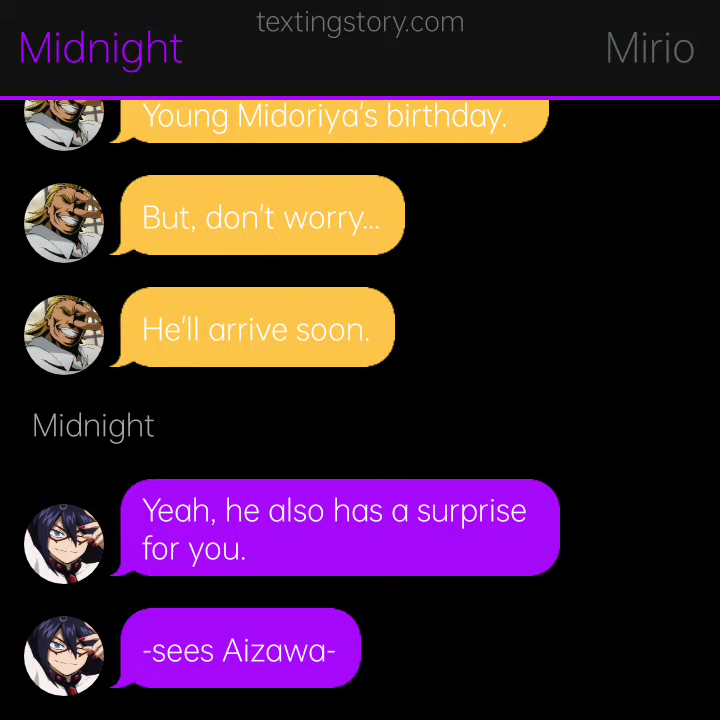 textingstory.com
Midnight
Mirio
Young Midoriya's birthday.
But, don't worry...
He'll arrive soon.
Midnight
Yeah, he also has a surprise
for you.
-sees Aizawa-